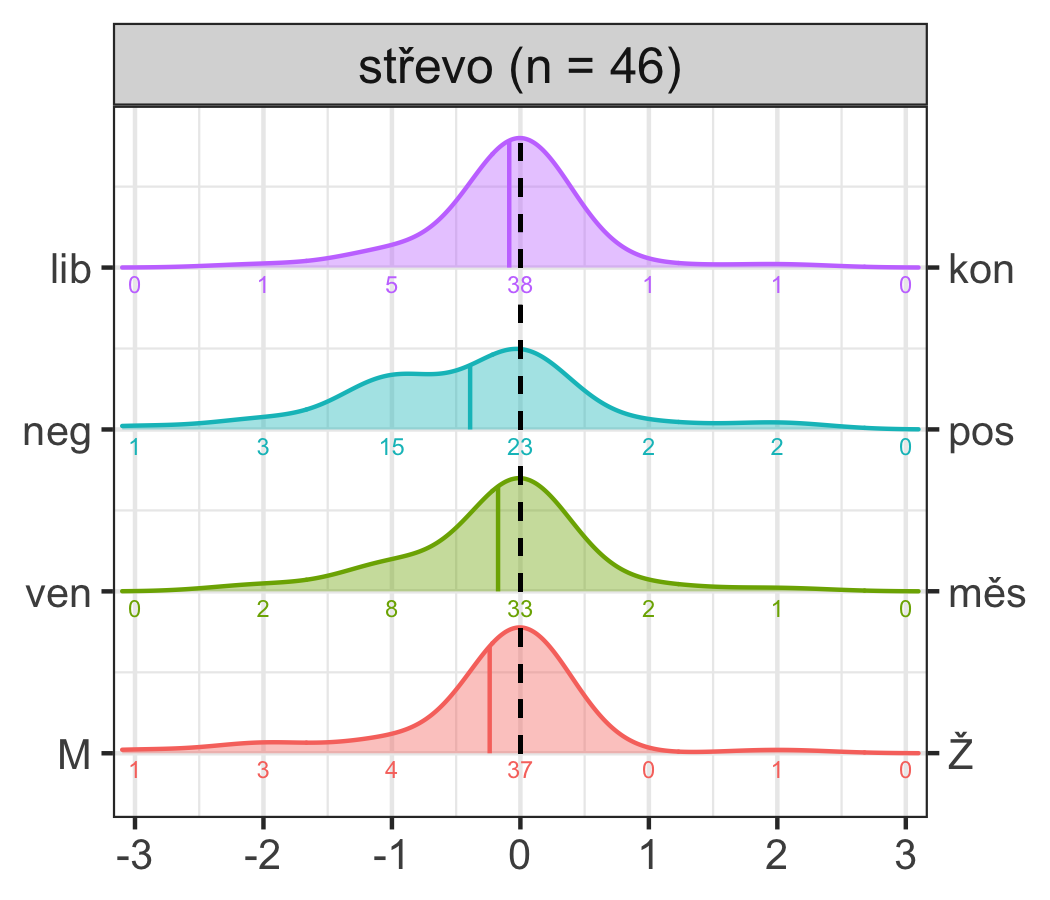 střevo (n = 46)
lib kon
0 1 5 38 1 1 0
neg pos
1 3 15 23 2 2 0
ven měs
0 2 8 33 2 1 0
M Ž
1 3 4 37 0 1 0
-3 -2 -1 0 1 2 3